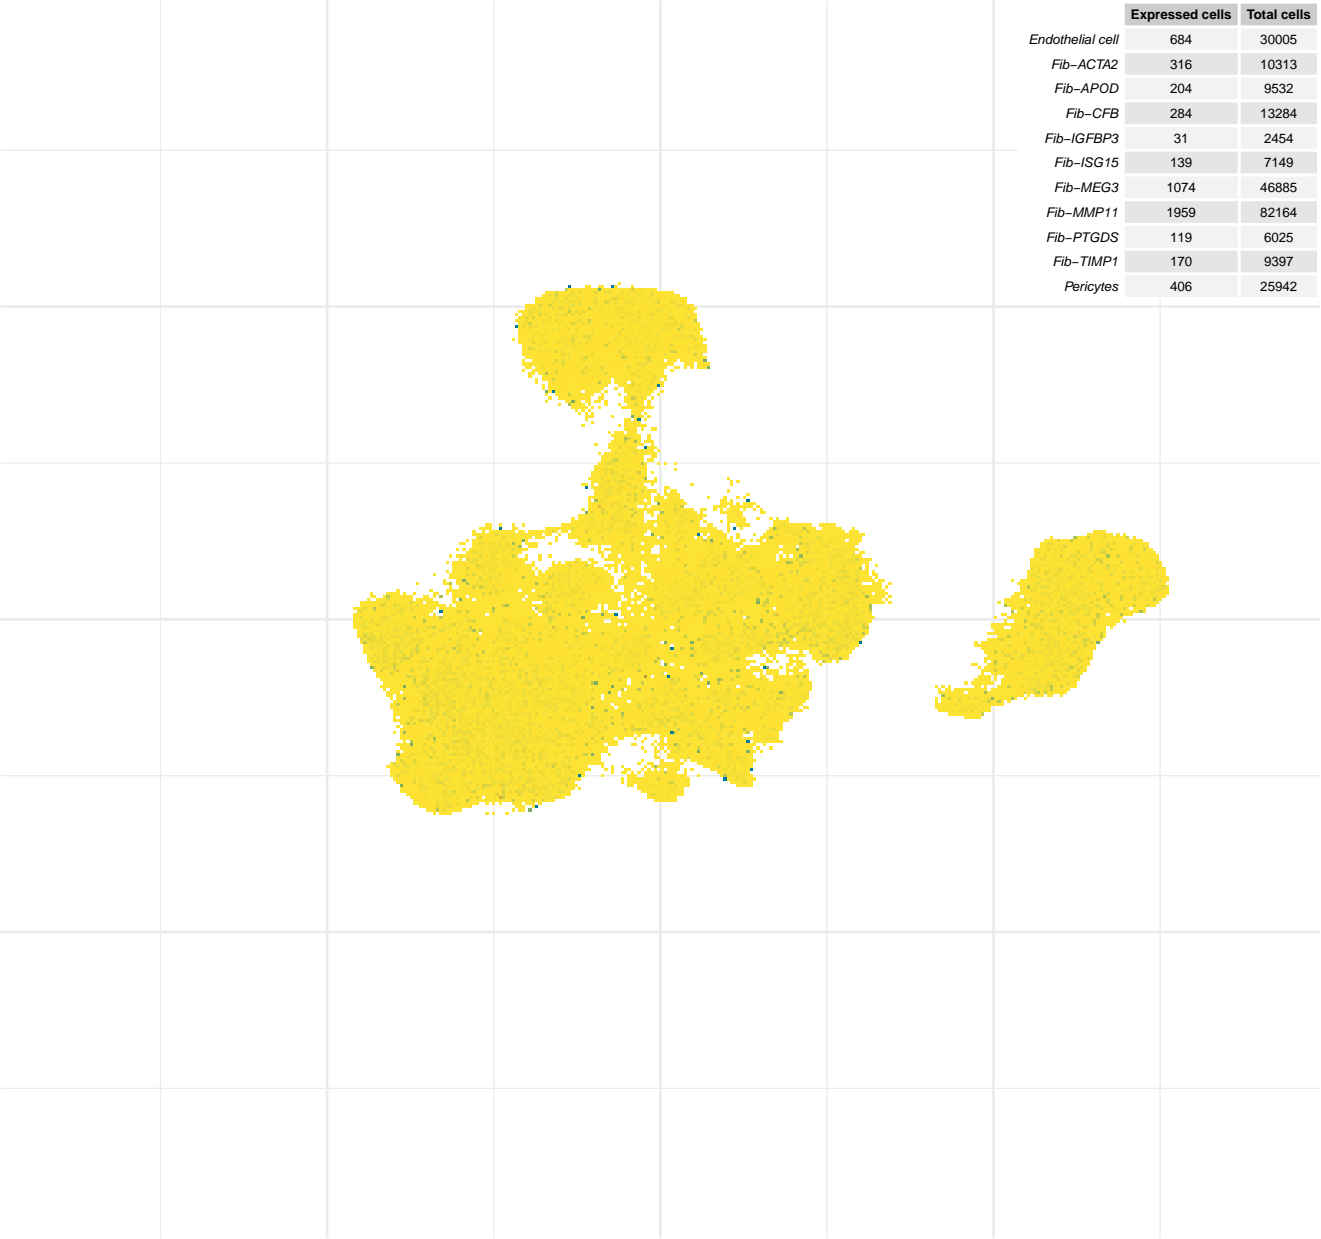 Expressed cells Total cells
Endothelial cell 684 30005
Fib−ACTA2 316 10313
Fib−APOD 204 9532
Fib−CFB 284 13284
Fib−IGFBP3 31 2454
Fib−ISG15 139 7149
Fib−MEG3 1074 46885
Fib−MMP11 1959 82164
Fib−PTGDS 119 6025
Fib−TIMP1 170 9397
Pericytes 406 25942